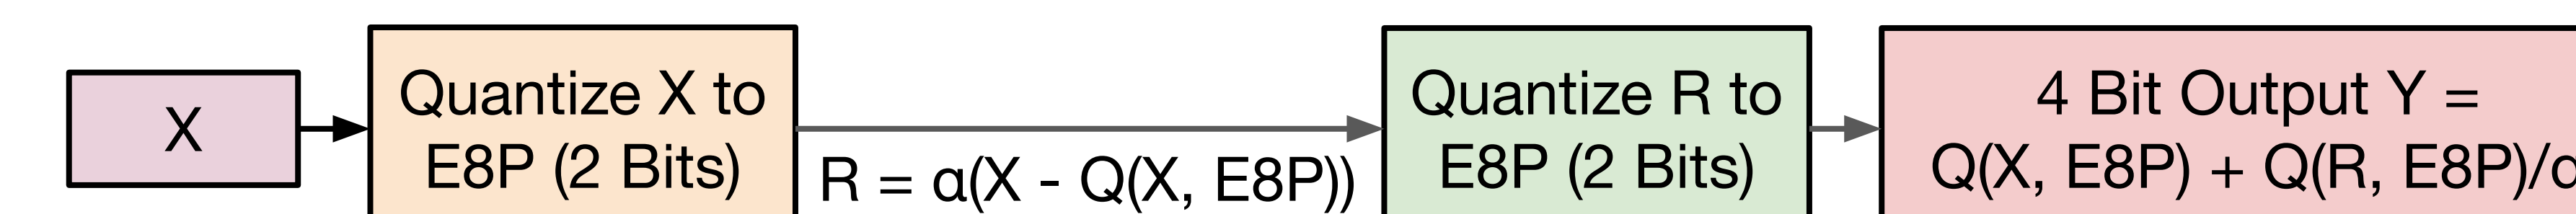 X
Quantize X to
E8P (2 Bits)
R = α(X - Q(X, E8P))
Quantize R to
E8P (2 Bits)
4 Bit Output Y =
Q(X, E8P) + Q(R, E8P)/α